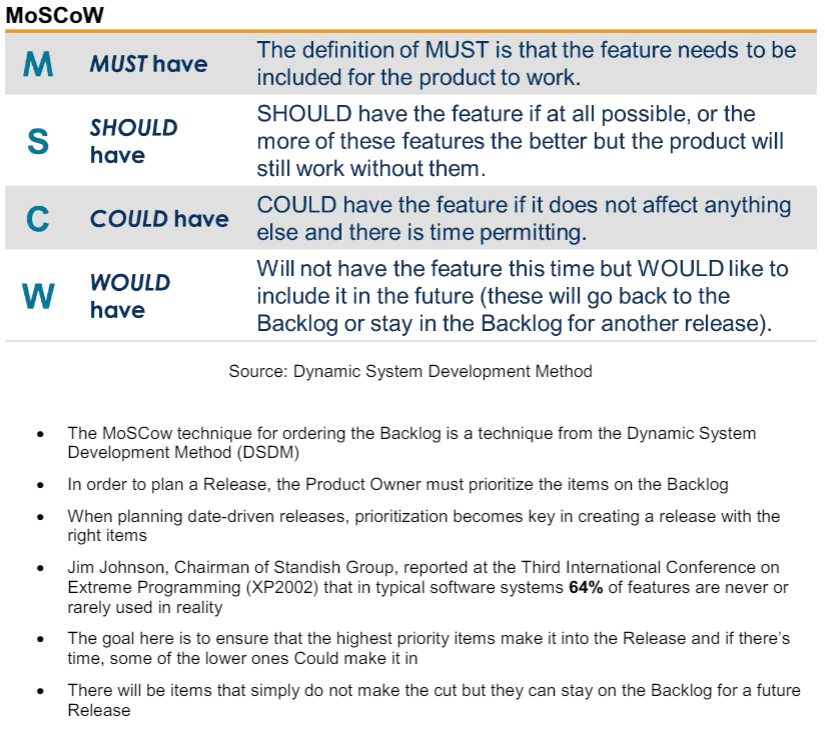 MoSCoW
M MUST have The definition of MUST is that the feature needs to be
included for the product to work.
S SHOULD have SHOULD have the feature if at all possible, or the
more of these features the better but the product will
still work without them.
C COULD have COULD have the feature if it does not affect anything
else and there is time permitting.
W WOULD have Will not have the feature this time but WOULD like to
include it in the future (these will go back to the
Backlog or stay in the Backlog for another release).
Source: Dynamic System Development Method
• The MoSCow technique for ordering the Backlog is a technique from the Dynamic System
Development Method (DSDM)
• In order to plan a Release, the Product Owner must prioritize the items on the Backlog
• When planning date-driven releases, prioritization becomes key in creating a release with the
right items
• Jim Johnson, Chairman of Standish Group, reported at the Third International Conference on
Extreme Programming (XP2002) that in typical software systems 64% of features are never or
rarely used in reality
• The goal here is to ensure that the highest priority items make it into the Release and if there's
time, some of the lower ones Could make it in
• There will be items that simply do not make the cut but they can stay on the Backlog for a future
Release